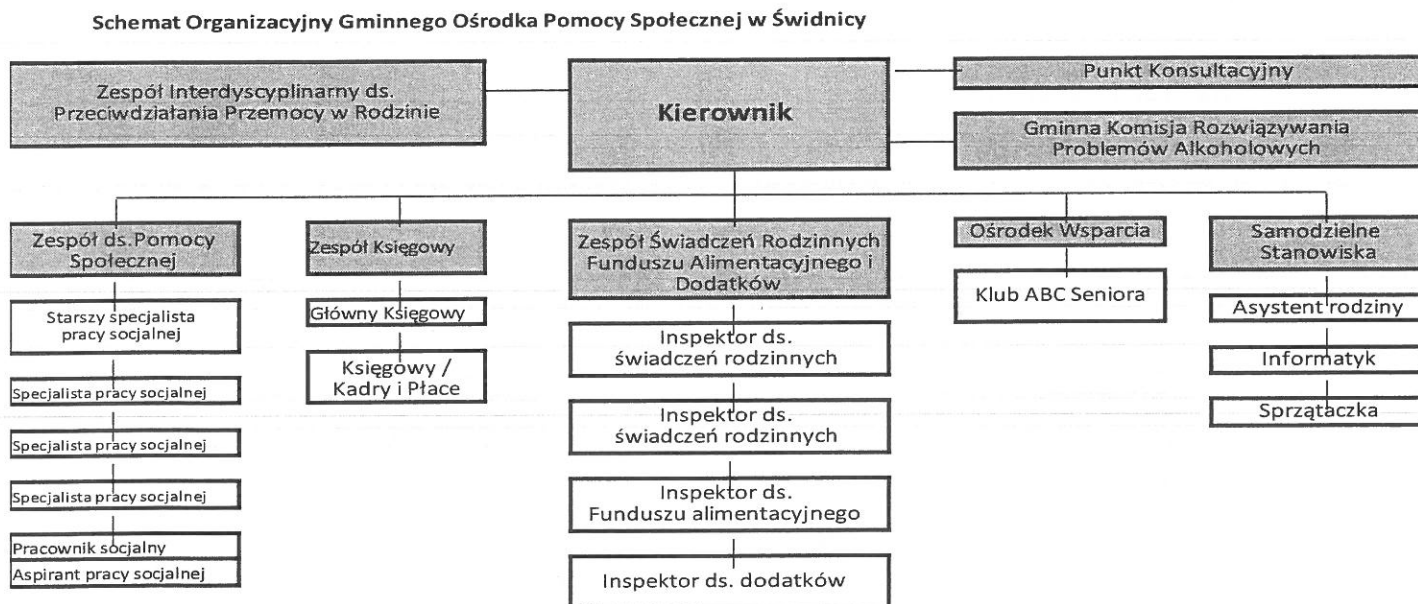 Schemat Organizacyjny Gminnego Ośrodka Pomocy Społecznej w Świdnicy
Zespół Interdyscyplinarny ds.
Przeciwdziałania Przemocy w Rodzinie
Kierownik
Punkt Konsultacyjny
Gminna Komisja Rozwiązywania
Problemów Alkoholowych
Zespół ds.Pomocy
Społecznej
Starszy specjalista
pracy socjalnej
Specjalista pracy socjalnej
Specjalista pracy socjalnej
Specjalista pracy socjalnej
Pracownik socjalny
Aspirant pracy socjalnej
Zespół Księgowy
Główny Księgowy
Księgowy /
Kadry i Płace
Zespół Świadczeń Rodzinnych
Funduszu Alimentacyjnego i
Dodatków
Inspektor ds.
świadczeń rodzinnych
Inspektor ds.
świadczeń rodzinnych
Inspektor ds.
Funduszu alimentacyjnego
Inspektor ds. dodatków
Ośrodek Wsparcia
Klub ABC Seniora
Samodzielne
Stanowiska
Asystent rodziny
Informatyk
Sprzątaczka